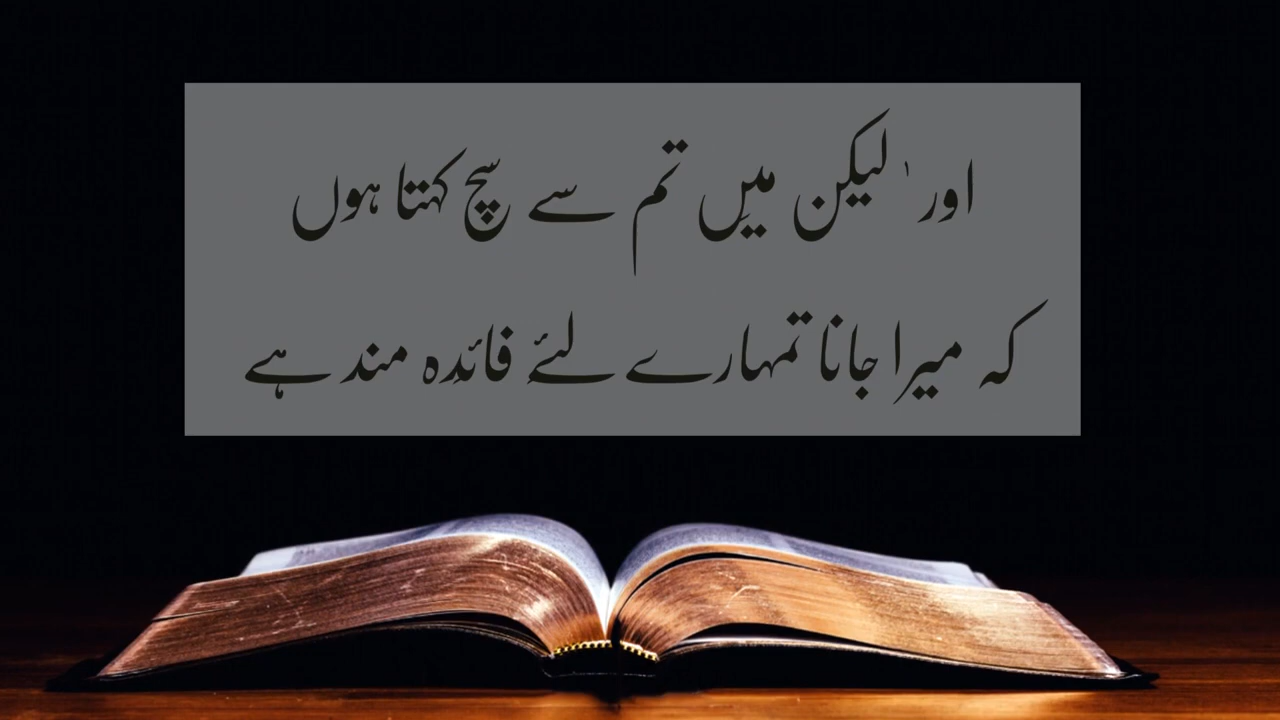 اور ' لیکن میں تم سے سچ کہتا ہوں
کہ میرا جانا تمہارے لئے فائدہ مند ہے